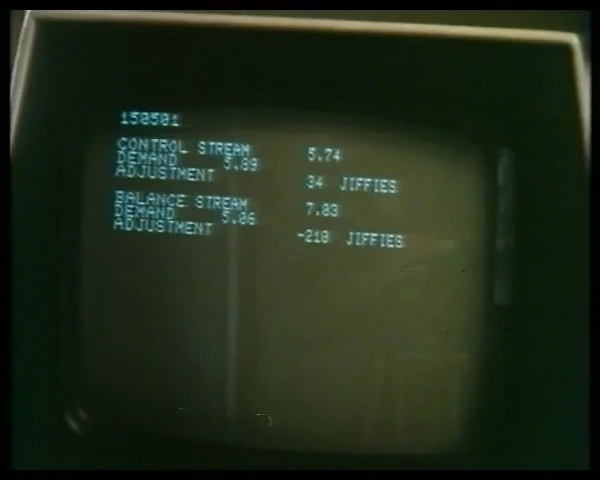 150501
CONTROL STREAM 5.74
DEMAND 5.89
ADJUSTMENT 34 JIFFIES
BALANCE STREAM 7.03
DEMAND 5.06
ADJUSTMENT -210 JIFFIES